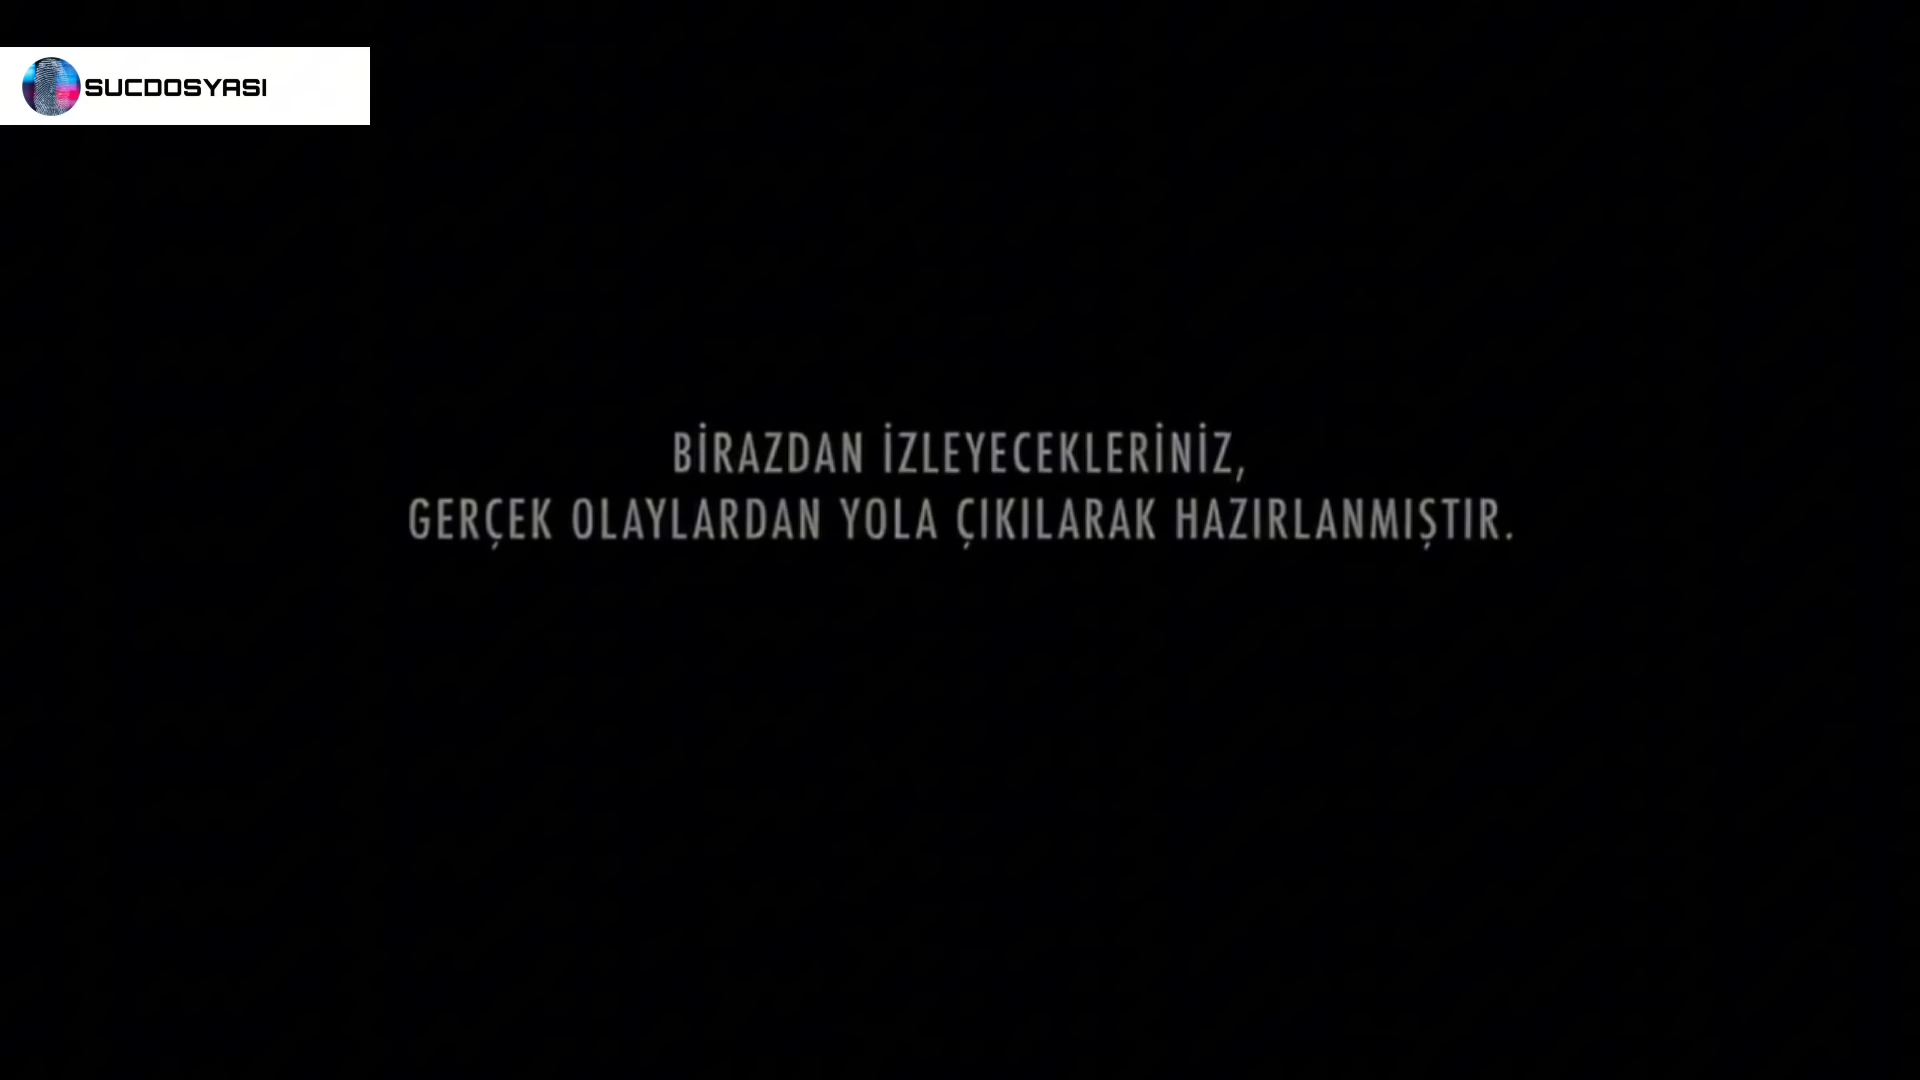 SUCDOSYASI
BİRAZDAN İZLEYECEKLERİNİZ,
GERÇEK OLAYLARDAN YOLA ÇIKILARAK HAZIRLANMIŞTIR.